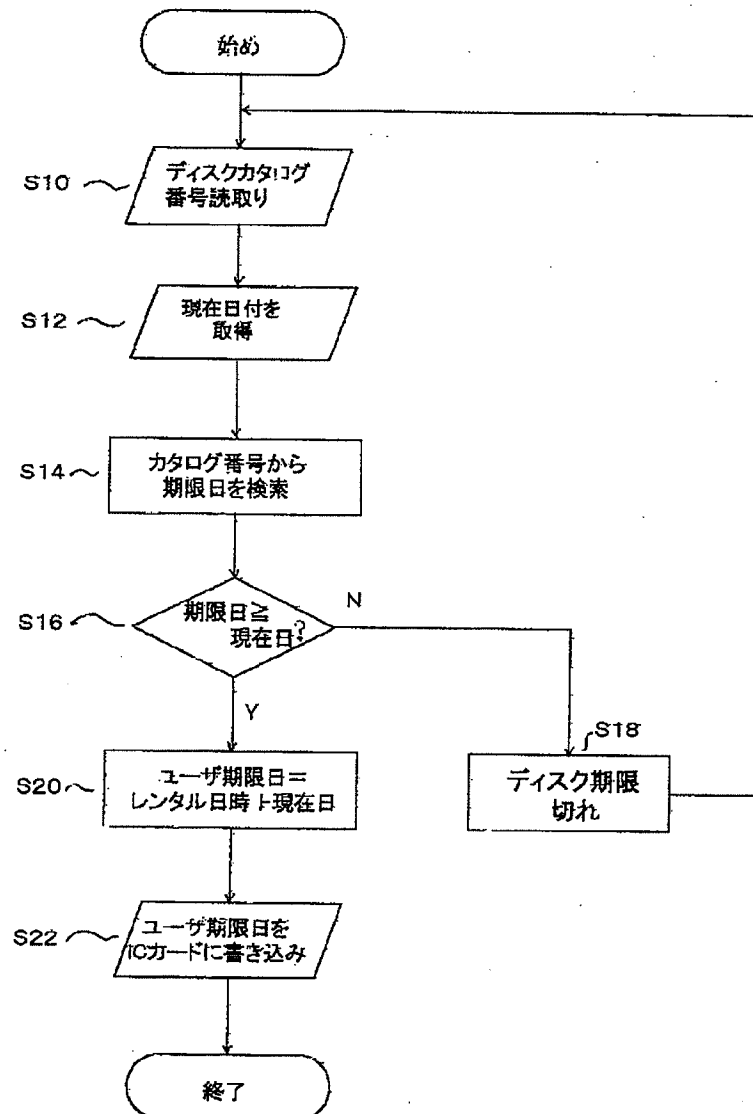 始め
S10
ディスクカタログ
番号読取り
S12
現在日付を
取得
S14
カタログ番号から
期限日を検索
S16
期限日≧
現在日?
N
Y
S18
ディスク期限
切れ
S20
ユーザ期限日＝
レンタル日時+現在日
S22
ユーザ期限日を
ICカードに書き込み
終了